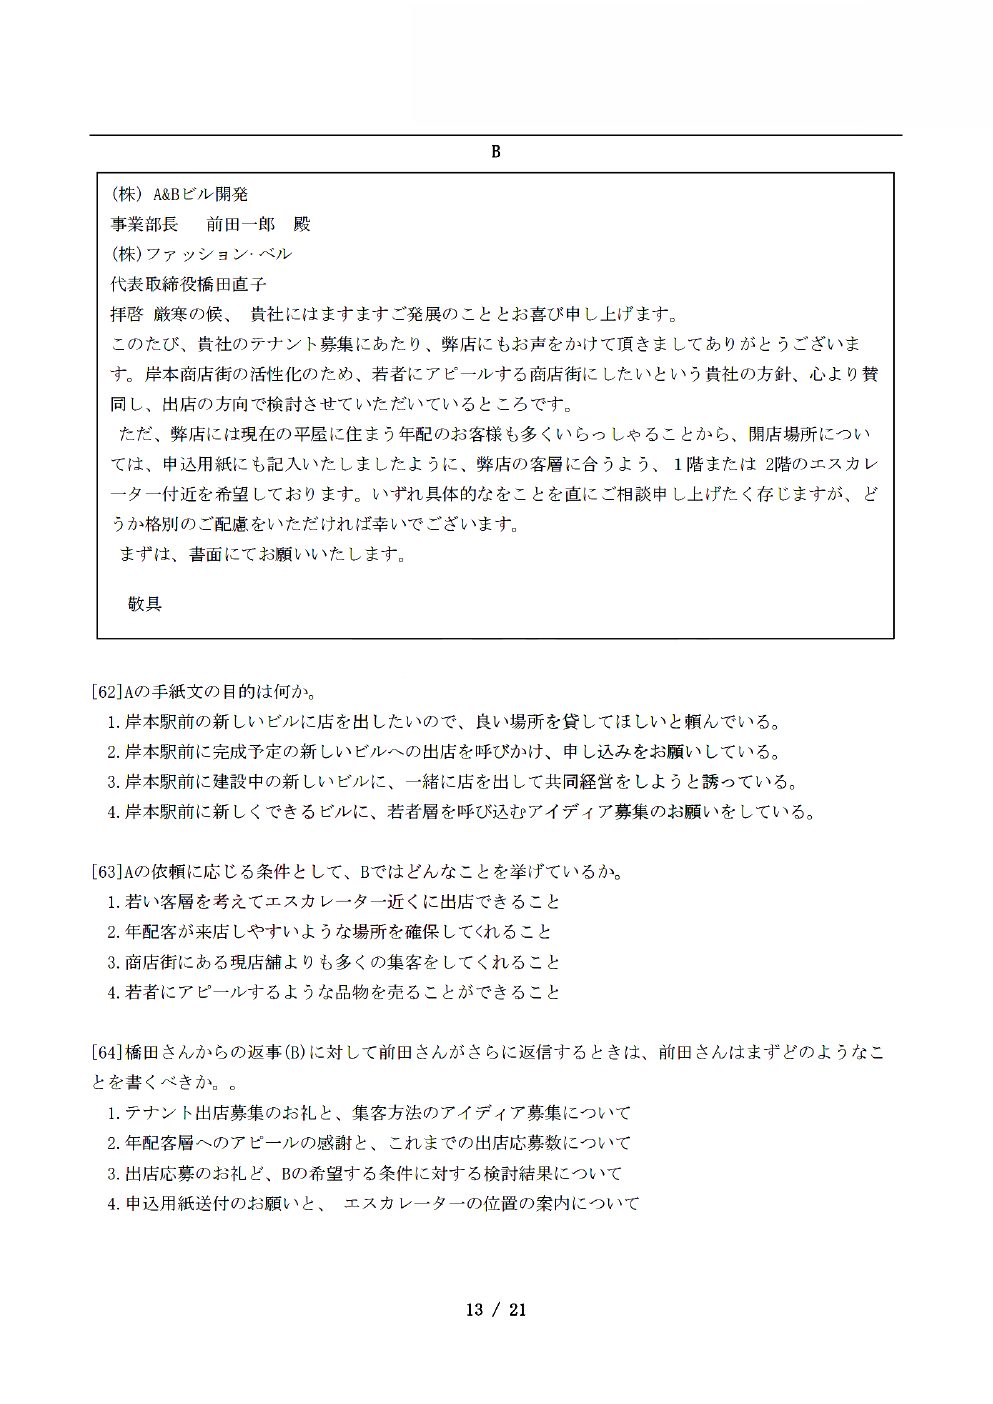 B
(株) A&Bビル開発
事業部長　前田一郎　殿
(株)ファッション･ベル
代表取締役橋田直子
拝啓 厳寒の候、 貴社にはますますご発展のこととお喜び申し上げます。
このたび、貴社のテナント募集にあたり、弊店にもお声をかけて頂きましてありがとうございま
す。岸本商店街の活性化のため、若者にアピールする商店街にしたいという貴社の方針、心より賛
同し、出店の方向で検討させていただいているところです。
ただ、弊店には現在の平屋に住まう年配のお客様も多くいらっしゃることから、開店場所につい
ては、申込用紙にも記入いたしましたように、弊店の客層に合うよう、１階または 2階のエスカレ
ーター付近を希望しております。いずれ具体的なをことを直にご相談申し上げたく存じますが、ど
うか格別のご配慮をいただければ幸いでございます。
まずは、書面にてお願いいたします。
敬具
[62]Aの手紙文の目的は何か。
1.岸本駅前の新しいビルに店を出したいので、良い場所を貸してほしいと頼んでいる。
2.岸本駅前に完成予定の新しいビルへの出店を呼びかけ、申し込みをお願いしている。
3.岸本駅前に建設中の新しいビルに、一緒に店を出して共同経営をしようと誘っている。
4.岸本駅前に新しくできるビルに、若者層を呼び込むアイディア募集のお願いをしている。
[63]Aの依頼に応じる条件として、Bではどんなことを挙げているか。
1.若い客層を考えてエスカレーター近くに出店できること
2.年配客が来店しやすいような場所を確保してくれること
3.商店街にある現店舗よりも多くの集客をしてくれること
4.若者にアピールするような品物を売ることができること
[64]橋田さんからの返事(B)に対して前田さんがさらに返信するときは、前田さんはまずどのようなこ
とを書くべきか。。
1.テナント出店募集のお礼と、集客方法のアイディア募集について
2.年配客層へのアピールの感謝と、これまでの出店応募数について
3.出店応募のお礼ど、Bの希望する条件に対する検討結果について
4.申込用紙送付のお願いと、 エスカレーターの位置の案内について
13 / 21